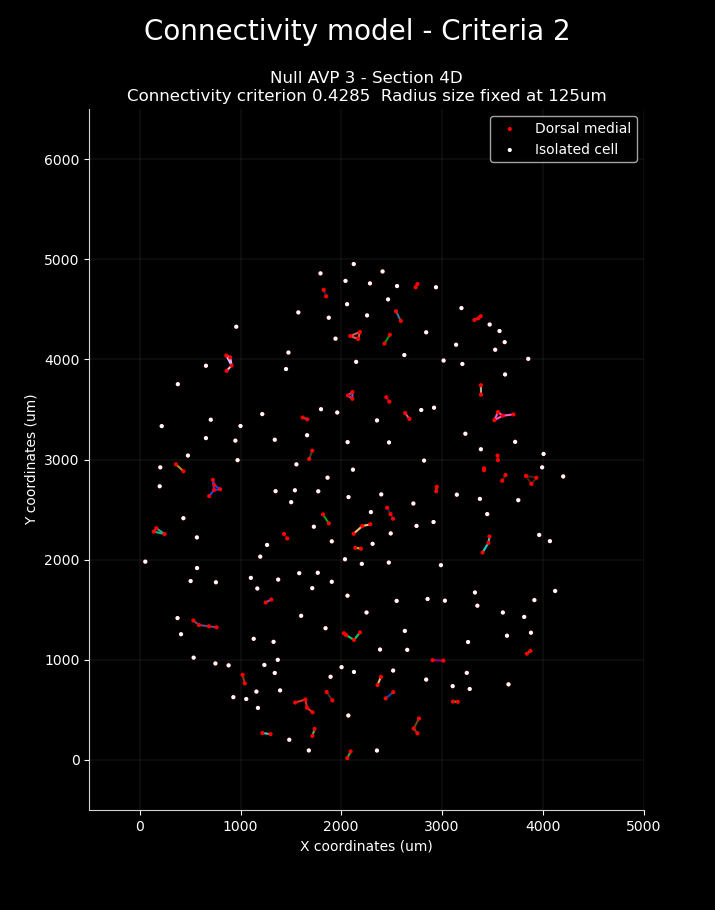 Connectivity model - Criteria 2
Null AVP 3 - Section 4D
Connectivity criterion 0.4285  Radius size fixed at 125um
Dorsal medial
Isolated cell
6000
5000
4000
3000
2000
1000
0
Y coordinates (um)
0 1000 2000 3000 4000 5000
X coordinates (um)